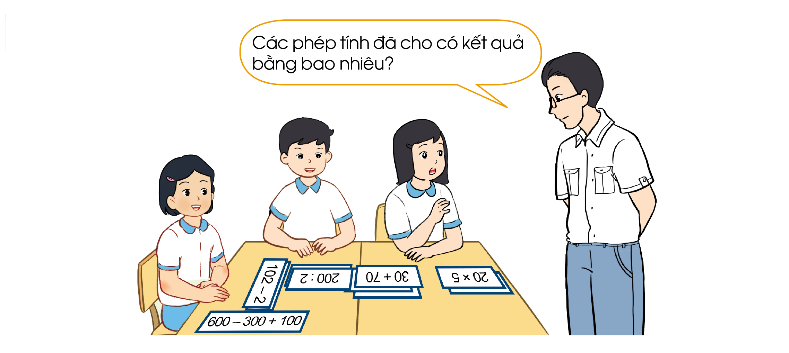 Các phép tính đã cho có kết quả
bằng bao nhiêu?
102 – 2
200 : 2
30 + 70
20 × 5
600 – 300 + 100